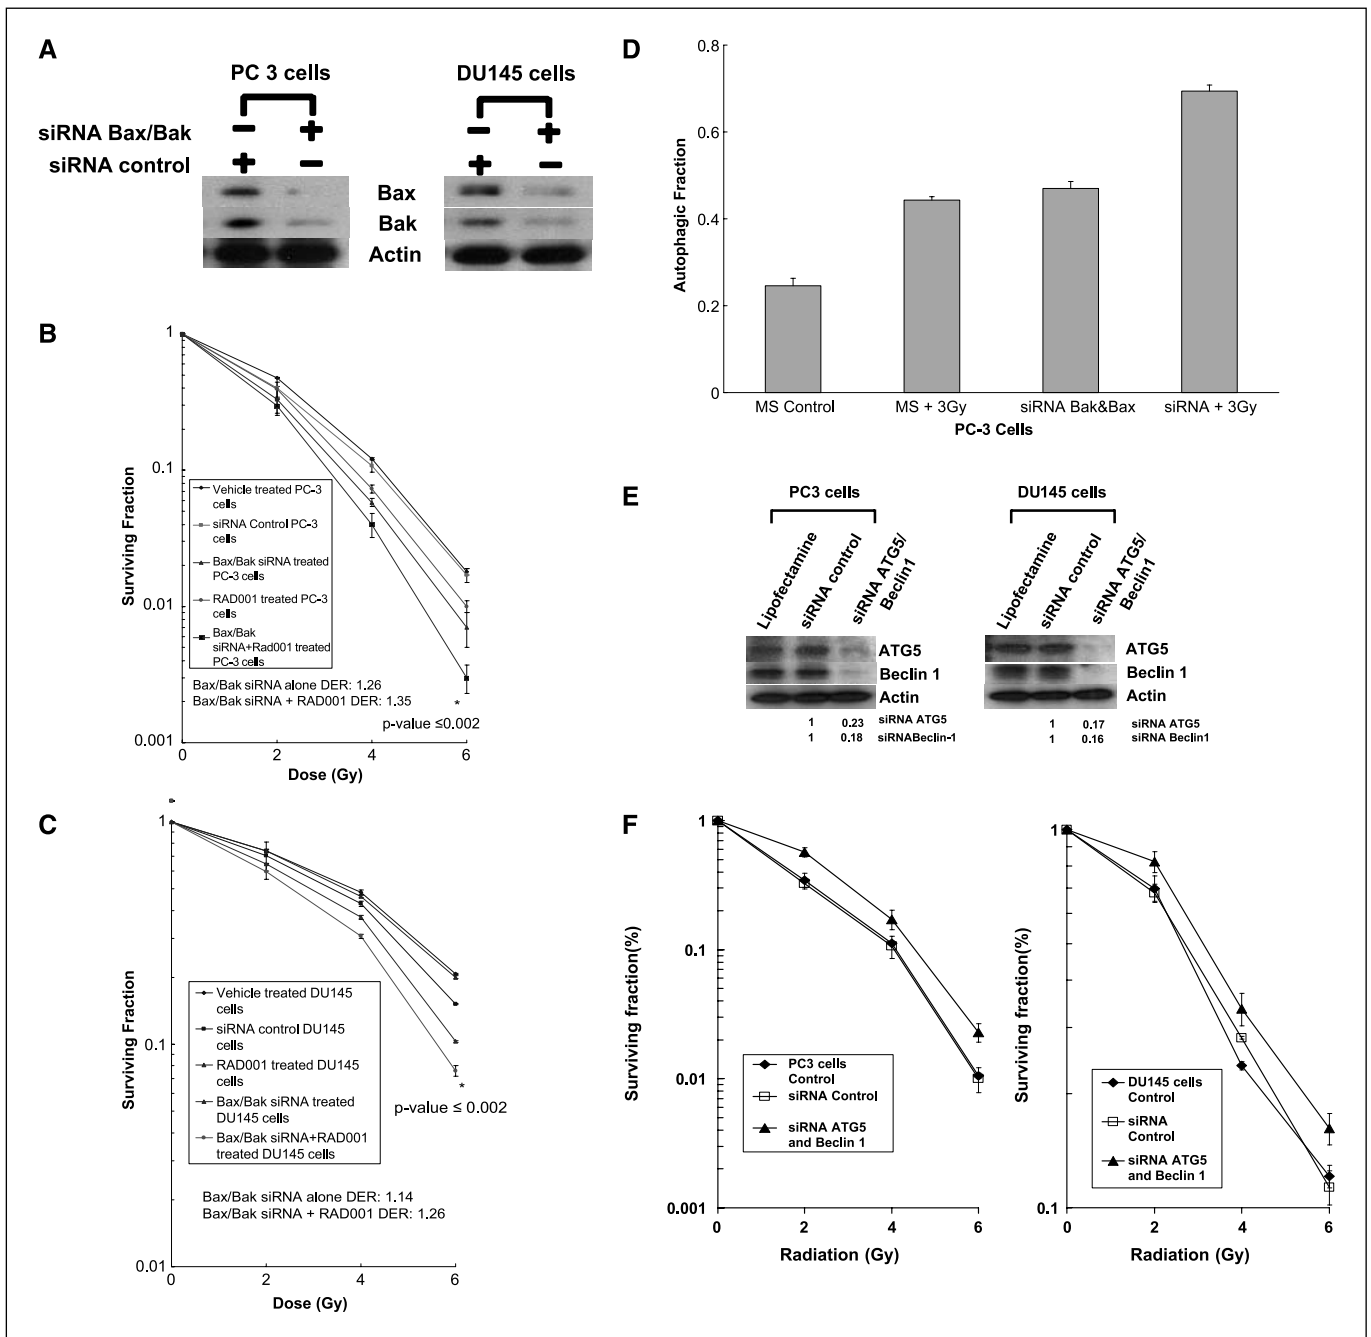 A
PC 3 cells
DU145 cells
siRNA Bax/Bak
− + − +
siRNA control
+ − + −
Bax
Bak
Actin
B
Surviving Fraction
1
0.1
0.01
0.001
Vehicle treated PC-3
cells
siRNA Control PC-3
cells
Bax/Bak siRNA treated
PC-3 cells
RAD001 treated PC-3
cells
Bax/Bak
siRNA+Rad001 treated
PC-3 cells
Bax/Bak siRNA alone DER: 1.26
Bax/Bak siRNA + RAD001 DER: 1.35
*
p-value ≤0.002
0 2 4 6
Dose (Gy)
C
Surviving Fraction
1
0.1
0.01
Vehicle treated DU145
cells
siRNA control DU145
cells
RAD001 treated DU145
cells
Bax/Bak siRNA treated
DU145 cells
Bax/Bak siRNA+RAD001
treated DU145 cells
*
p-value ≤ 0.002
Bax/Bak siRNA alone DER: 1.14
Bax/Bak siRNA + RAD001 DER: 1.26
0 2 4 6
Dose (Gy)
D
Autophagic Fraction
0.8
0.6
0.4
0.2
0
MS Control MS + 3Gy siRNA Bak&Bax siRNA + 3Gy
PC-3 Cells
E
PC3 cells
DU145 cells
Lipofectamine
siRNA control
siRNA ATG5/
Beclin1
Lipofectamine
siRNA control
siRNA ATG5/
Beclin1
ATG5
Beclin 1
Actin
1 0.23 siRNA ATG5
1 0.18 siRNABeclin-1
ATG5
Beclin 1
Actin
1 0.17 siRNA ATG5
1 0.16 siRNA Beclin1
F
Surviving fraction(%)
1
0.1
0.01
0.001
PC3 cells
Control
siRNA Control
siRNA ATG5
and Beclin 1
0 2 4 6
Radiation (Gy)
Surviving fraction(%)
1
0.1
DU145 cells
Control
siRNA
Control
siRNA ATG5
and Beclin 1
0 2 4 6
Radiation (Gy)